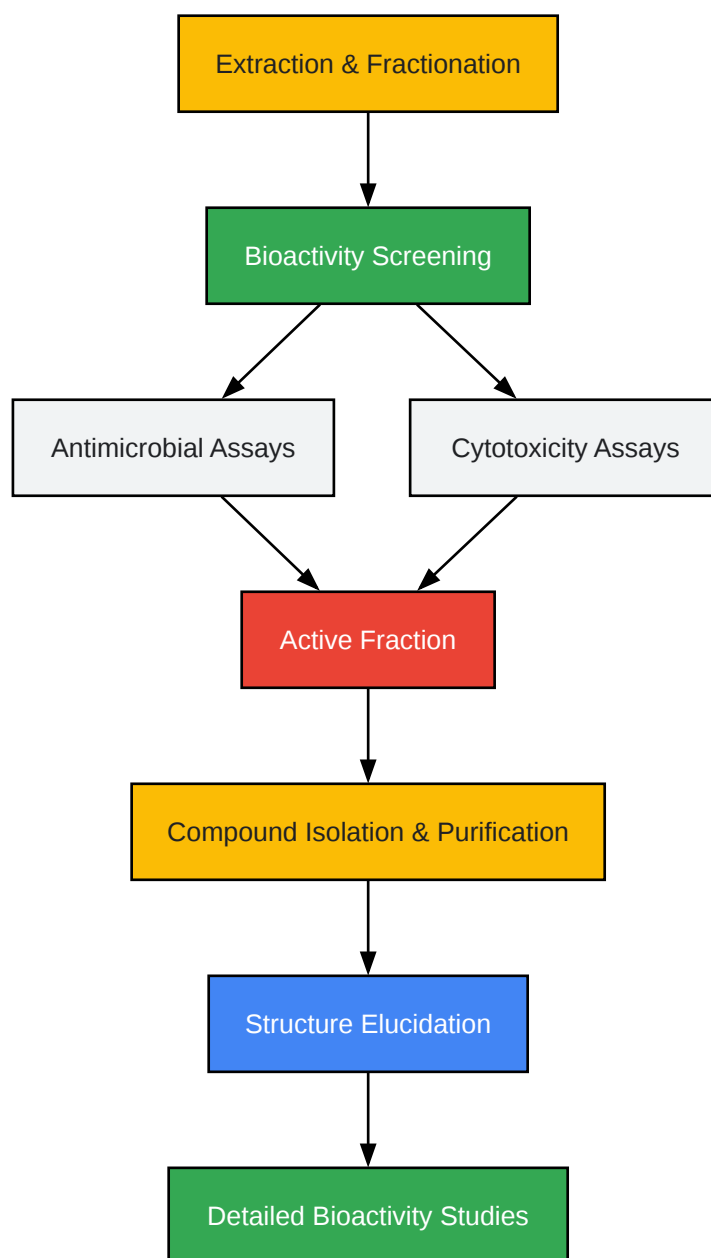 Extraction & Fractionation
Bioactivity Screening
Antimicrobial Assays
Cytotoxicity Assays
Active Fraction
Compound Isolation & Purification
Structure Elucidation
Detailed Bioactivity Studies